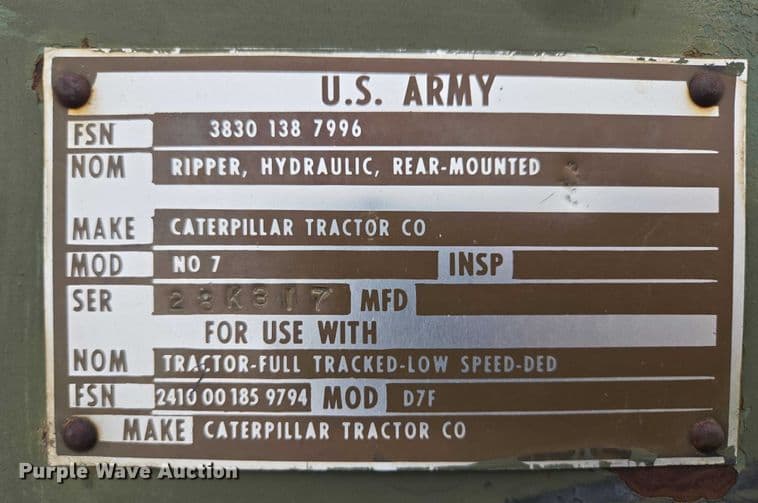 U.S. ARMY
FSN 3830 138 7996
NOM RIPPER, HYDRAULIC, REAR-MOUNTED
MAKE CATERPILLAR TRACTOR CO
MOD NO 7 INSP
SER 29K317 MFD
FOR USE WITH
NOM TRACTOR-FULL TRACKED-LOW SPEED-DED
FSN 2410 00 185 9794 MOD D7F
MAKE CATERPILLAR TRACTOR CO
Purple Wave Auction